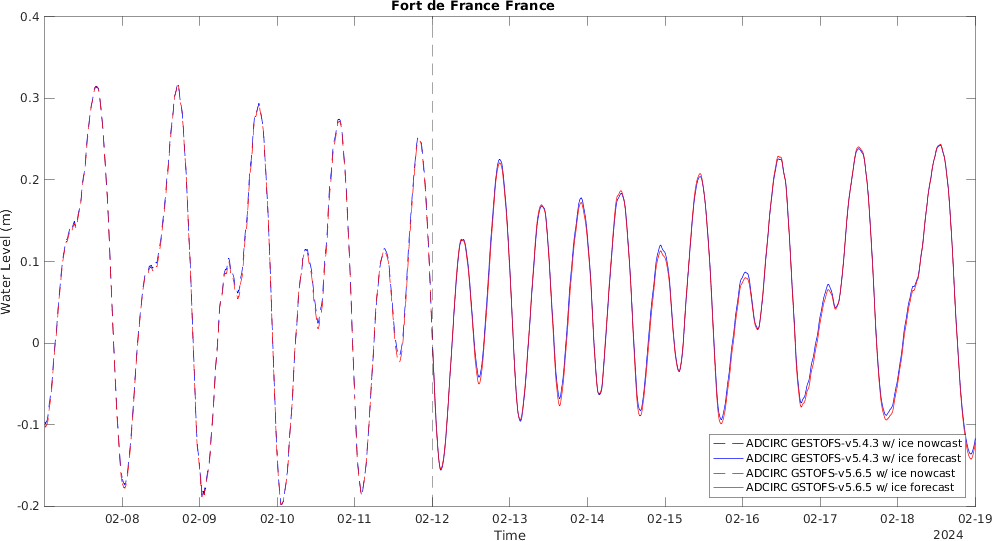 Fort de France France
0.4
0.3
0.2
0.1
0
-0.1
-0.2
Water Level (m)
02-08 02-09 02-10 02-11 02-12 02-13 02-14 02-15 02-16 02-17 02-18 02-19
Time
2024
ADCIRC GESTOFS-v5.4.3 w/ ice nowcast
ADCIRC GESTOFS-v5.4.3 w/ ice forecast
ADCIRC GSTOFS-v5.6.5 w/ ice nowcast
ADCIRC GSTOFS-v5.6.5 w/ ice forecast